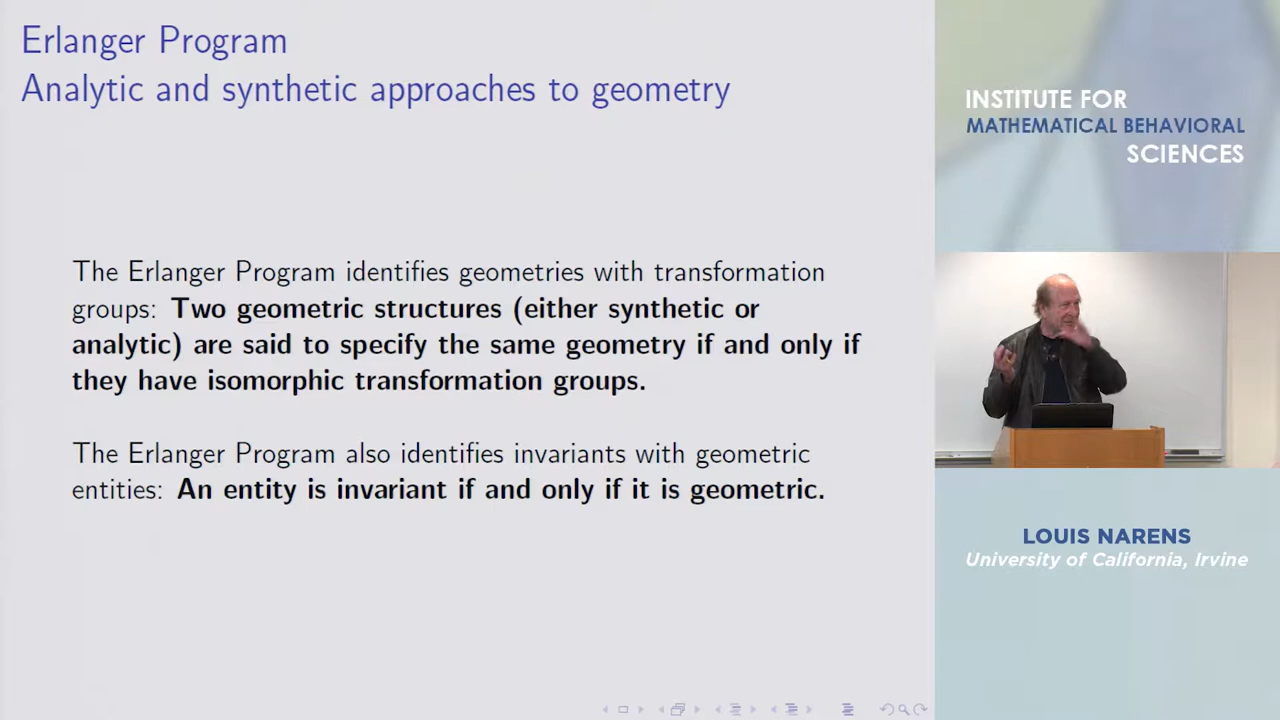 Erlanger Program
Analytic and synthetic approaches to geometry
The Erlanger Program identifies geometries with transformation
groups: Two geometric structures (either synthetic or
analytic) are said to specify the same geometry if and only if
they have isomorphic transformation groups.
The Erlanger Program also identifies invariants with geometric
entities: An entity is invariant if and only if it is geometric.
INSTITUTE FOR
MATHEMATICAL BEHAVIORAL
SCIENCES
LOUIS NARENS
University of California, Irvine